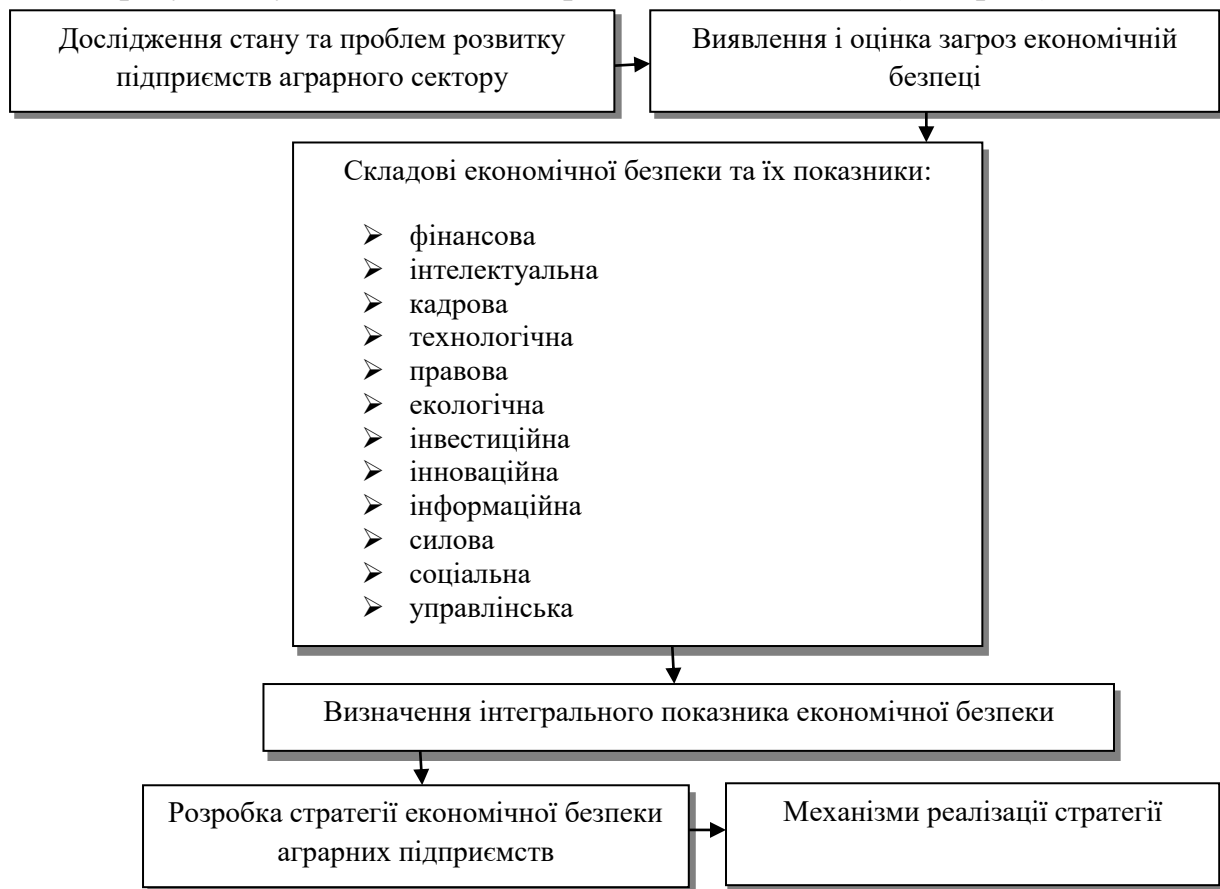 Дослідження стану та проблем розвитку
підприємств аграрного сектору
Виявлення і оцінка загроз економічній
безпеці
Складові економічної безпеки та їх показники:
➢ фінансова
➢ інтелектуальна
➢ кадрова
➢ технологічна
➢ правова
➢ екологічна
➢ інвестиційна
➢ інноваційна
➢ інформаційна
➢ силова
➢ соціальна
➢ управлінська
Визначення інтегрального показника економічної безпеки
Розробка стратегії економічної безпеки
аграрних підприємств
Механізми реалізації стратегії